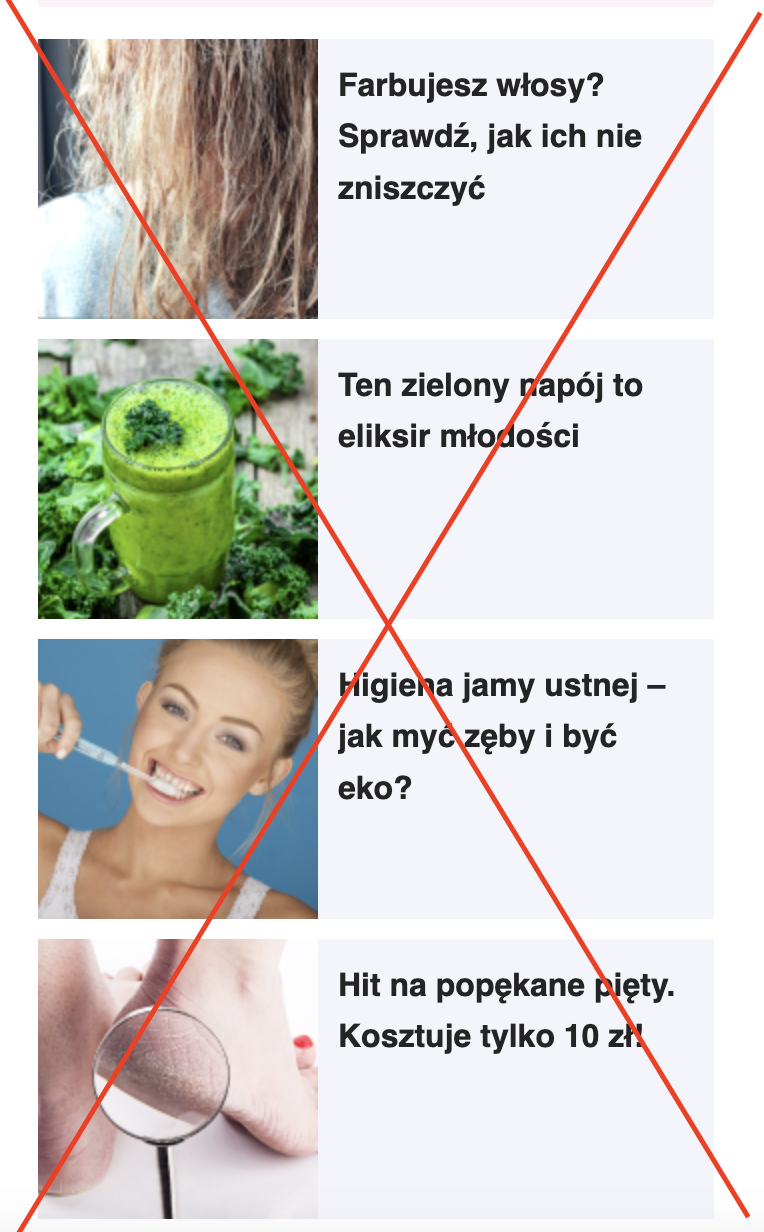 Farbujesz włosy?
Sprawdź, jak ich nie
zniszczyć
Ten zielony napój to
eliksir młodości
Higiena jamy ustnej –
jak myć zęby i być
eko?
Hit na popękane pięty.
Kosztuje tylko 10 zł!